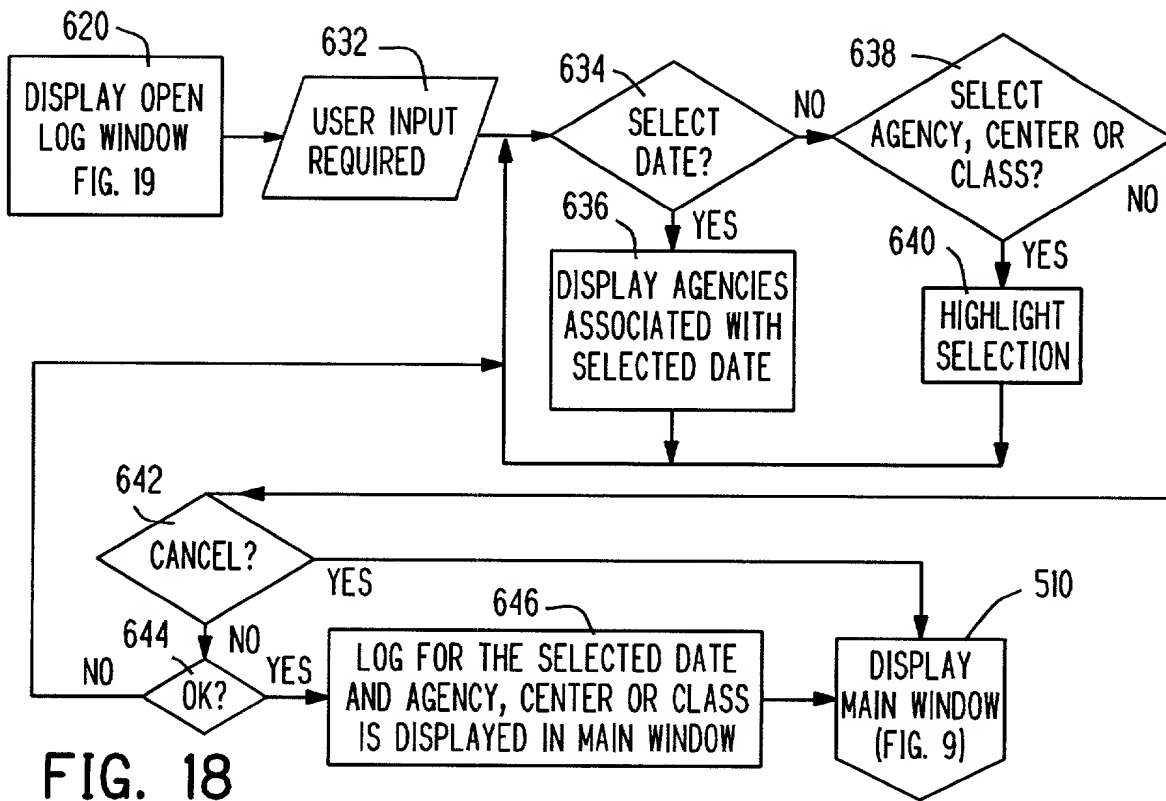 620
DISPLAY OPEN
LOG WINDOW
FIG. 19
632
USER INPUT
REQUIRED
634
SELECT
DATE?
NO
YES
638
SELECT
AGENCY, CENTER OR
CLASS?
NO
YES
636
DISPLAY AGENCIES
ASSOCIATED WITH
SELECTED DATE
640
HIGHLIGHT
SELECTION
642
CANCEL?
YES
NO
644
OK?
NO
YES
646
LOG FOR THE SELECTED DATE
AND AGENCY, CENTER OR CLASS
IS DISPLAYED IN MAIN WINDOW
510
DISPLAY
MAIN WINDOW
(FIG. 9)
FIG. 18